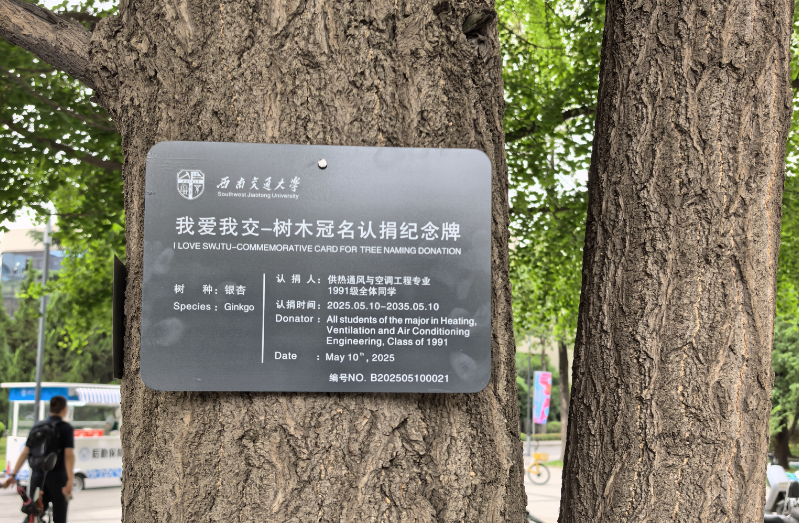 西南交通大学
Southwest Jiaotong University
我爱我交-树木冠名认捐纪念牌
I LOVE SWJTU-COMMEMORATIVE CARD FOR TREE NAMING DONATION
树 种：银杏
Species：Ginkgo
认捐人：供热通风与空调工程专业
1991级全体同学
认捐时间：2025.05.10-2035.05.10
Donator：All students of the major in Heating,
Ventilation and Air Conditioning
Engineering, Class of 1991
Date ：May 10th, 2025
编号NO. B202505100021